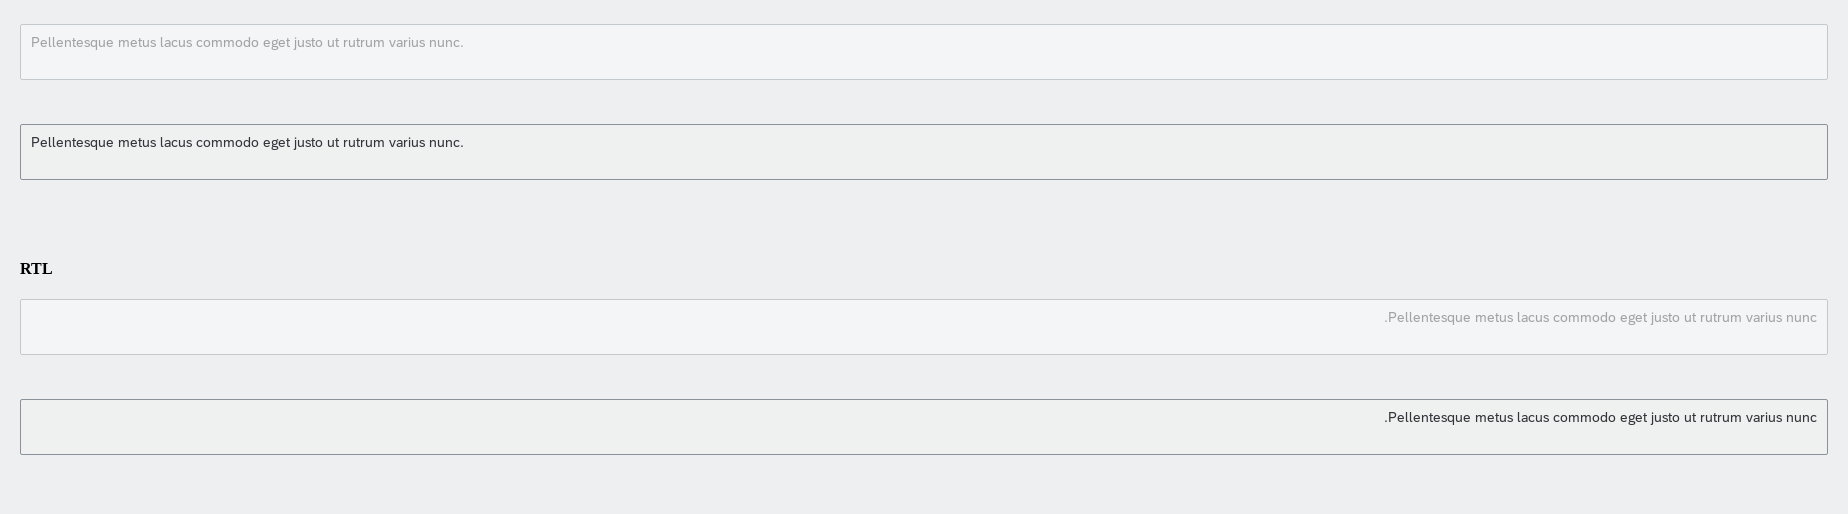 Pellentesque metus lacus commodo eget justo ut rutrum varius nunc.
Pellentesque metus lacus commodo eget justo ut rutrum varius nunc.
RTL
.Pellentesque metus lacus commodo eget justo ut rutrum varius nunc
.Pellentesque metus lacus commodo eget justo ut rutrum varius nunc